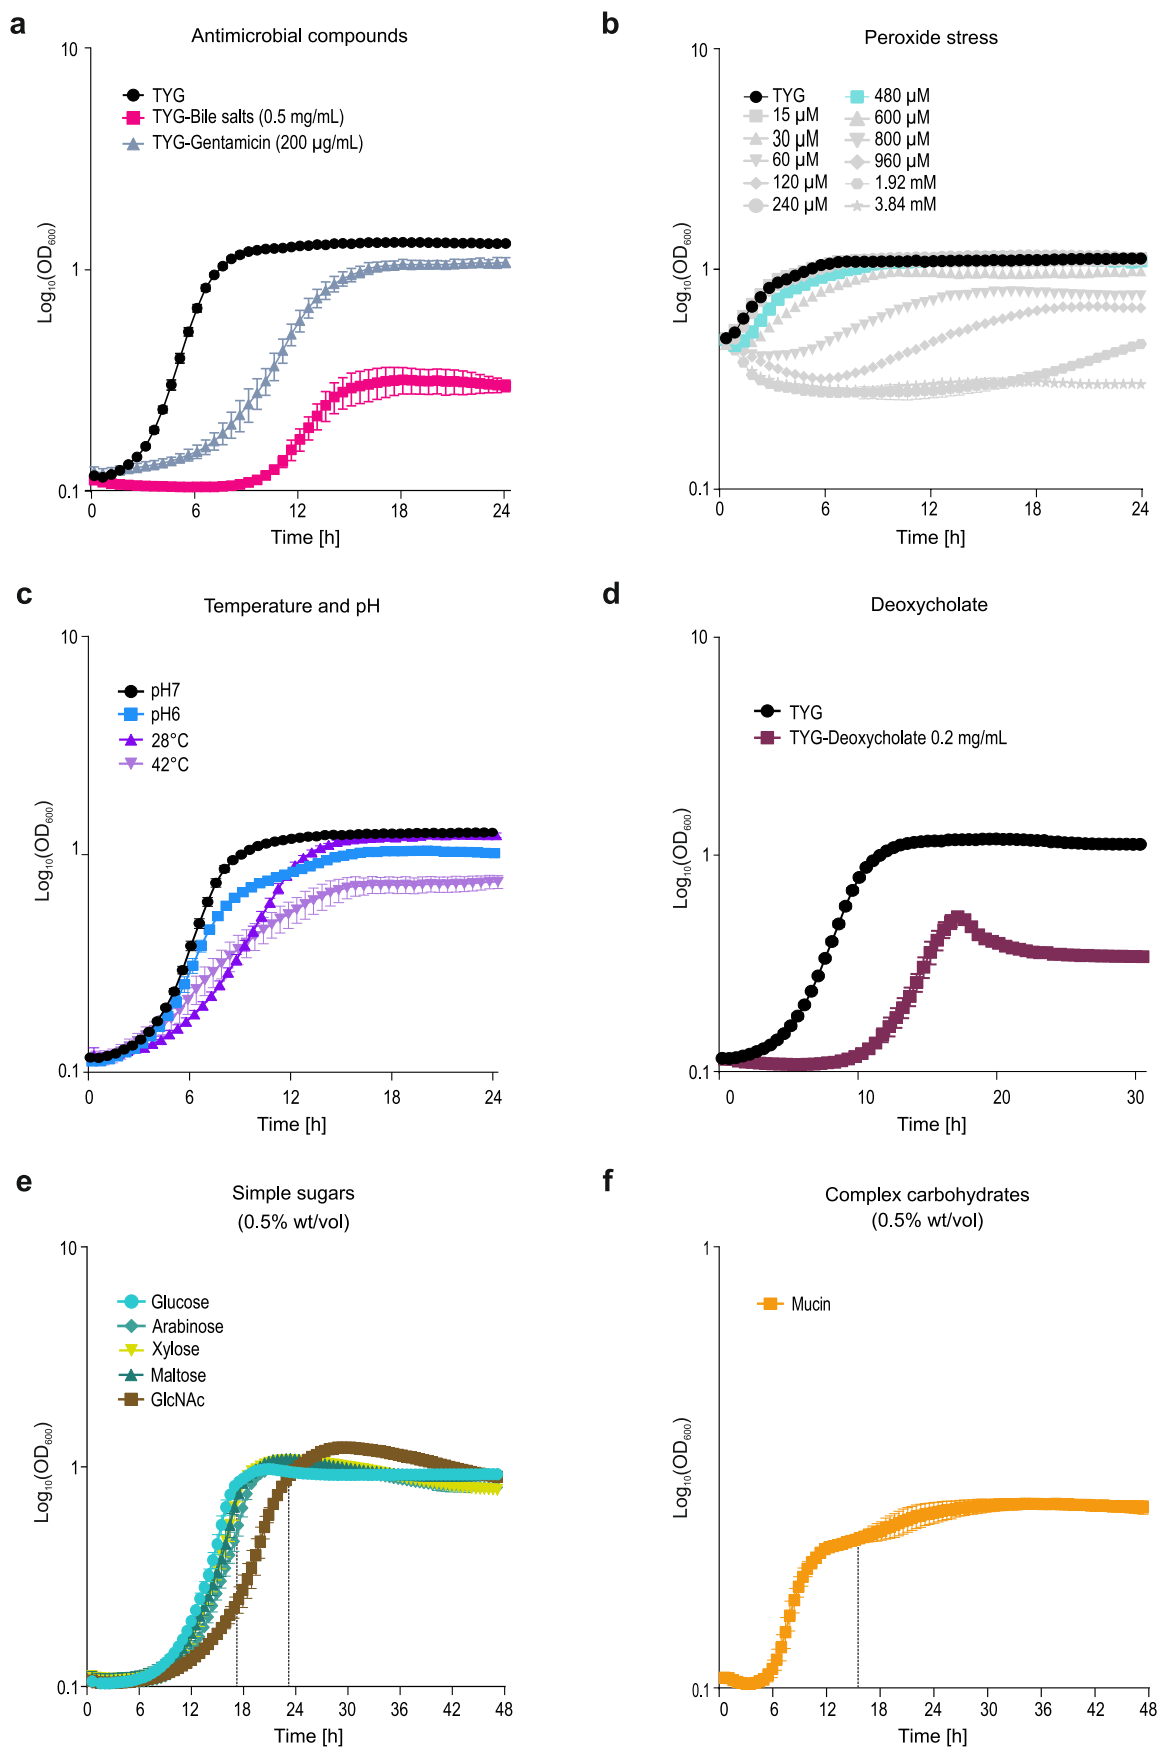 a
Antimicrobial compounds
10
1
0.1
Log10(OD600)
TYG
TYG-Bile salts (0.5 mg/mL)
TYG-Gentamicin (200 µg/mL)
0 6 12 18 24
Time [h]
b
Peroxide stress
10
1
0.1
Log10(OD600)
TYG
15 µM
30 µM
60 µM
120 µM
240 µM
480 µM
600 µM
800 µM
960 µM
1.92 mM
3.84 mM
0 6 12 18 24
Time [h]
c
Temperature and pH
10
1
0.1
Log10(OD600)
pH7
pH6
28°C
42°C
0 6 12 18 24
Time [h]
d
Deoxycholate
10
1
0.1
Log10(OD600)
TYG
TYG-Deoxycholate 0.2 mg/mL
0 10 20 30
Time [h]
e
Simple sugars
(0.5% wt/vol)
10
1
0.1
Log10(OD600)
Glucose
Arabinose
Xylose
Maltose
GlcNAc
0 6 12 18 24 30 36 42 48
Time [h]
f
Complex carbohydrates
(0.5% wt/vol)
1
0.1
Log10(OD600)
Mucin
0 6 12 18 24 30 36 42 48
Time [h]